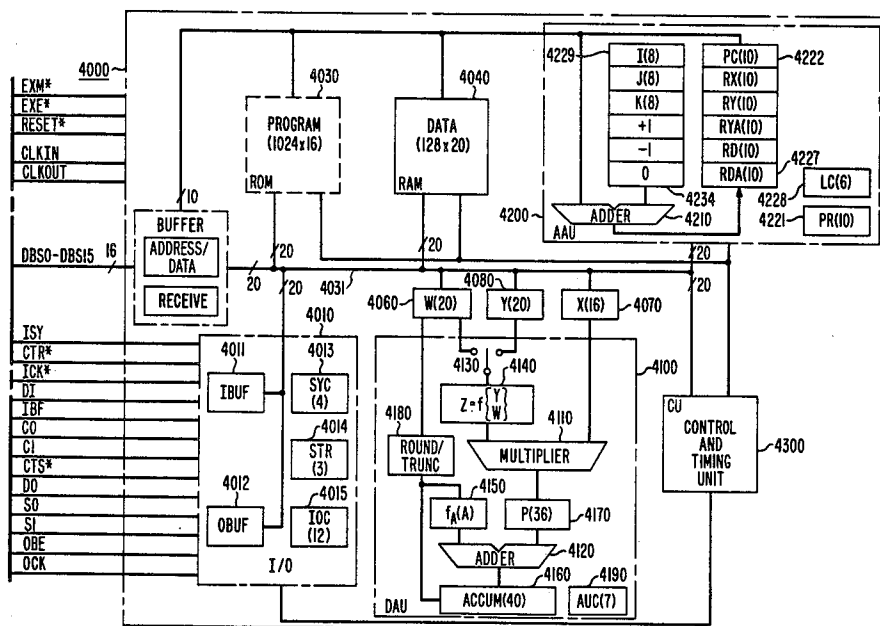 4000
EXM*
EXE*
RESET*
CLKIN
CLKOUT
DBS0-DBS15
16
10
BUFFER
ADDRESS/
DATA
RECEIVE
20
4030
PROGRAM
(1024x16)
ROM
20
4040
DATA
(128x20)
RAM
20
4031
20
4229
I(8)
J(8)
K(8)
+1
-1
0
4234
PC(10)
RX(10)
RY(10)
RYA(10)
RD(10)
RDA(10)
4222
4227
LC(6)
4228
PR(10)
4221
ADDER
4210
4200
AAU
20
20
ISY
CTR*
ICK*
DI
IBF
CO
CI
CTS*
DO
SO
SI
OBE
OCK
4010
4011
IBUF
4013
SYC
(4)
4014
STR
(3)
4012
OBUF
4015
IOC
(12)
I/O
4060
W(20)
4080
Y(20)
4070
X(16)
4100
4130
4140
Z=f{Y
W}
4180
ROUND/
TRUNC
4110
MULTIPLIER
4150
fA(A)
P(36)
4170
ADDER
4120
4160
ACCUM(40)
4190
AUC(7)
DAU
CU
CONTROL
AND
TIMING
UNIT
4300